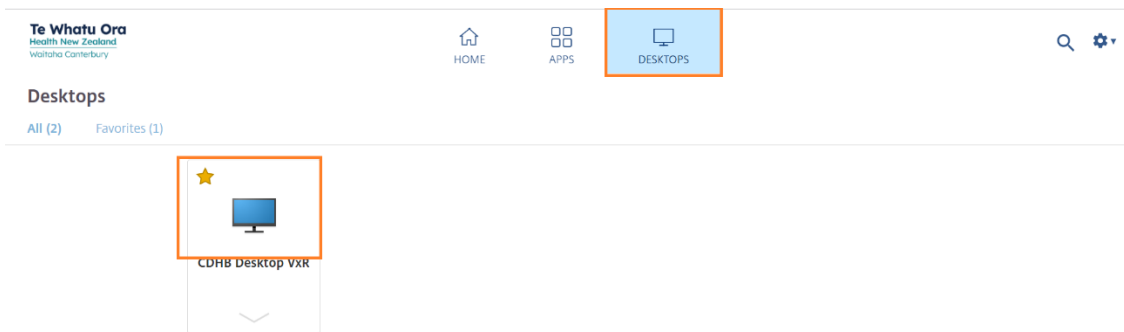 Te Whatu Ora
Health New Zealand
Waitaha Canterbury
HOME
APPS
DESKTOPS
Desktops
All (2)
Favorites (1)
CDHB Desktop VxR